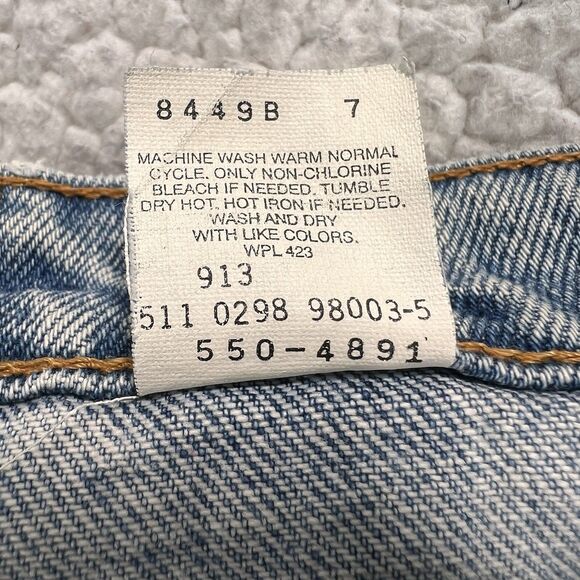 8449B 7
MACHINE WASH WARM NORMAL
CYCLE. ONLY NON-CHLORINE
BLEACH IF NEEDED. TUMBLE
DRY HOT. HOT IRON IF NEEDED.
WASH AND DRY
WITH LIKE COLORS.
WPL 423
913
511 0298 98003-5
550-4891